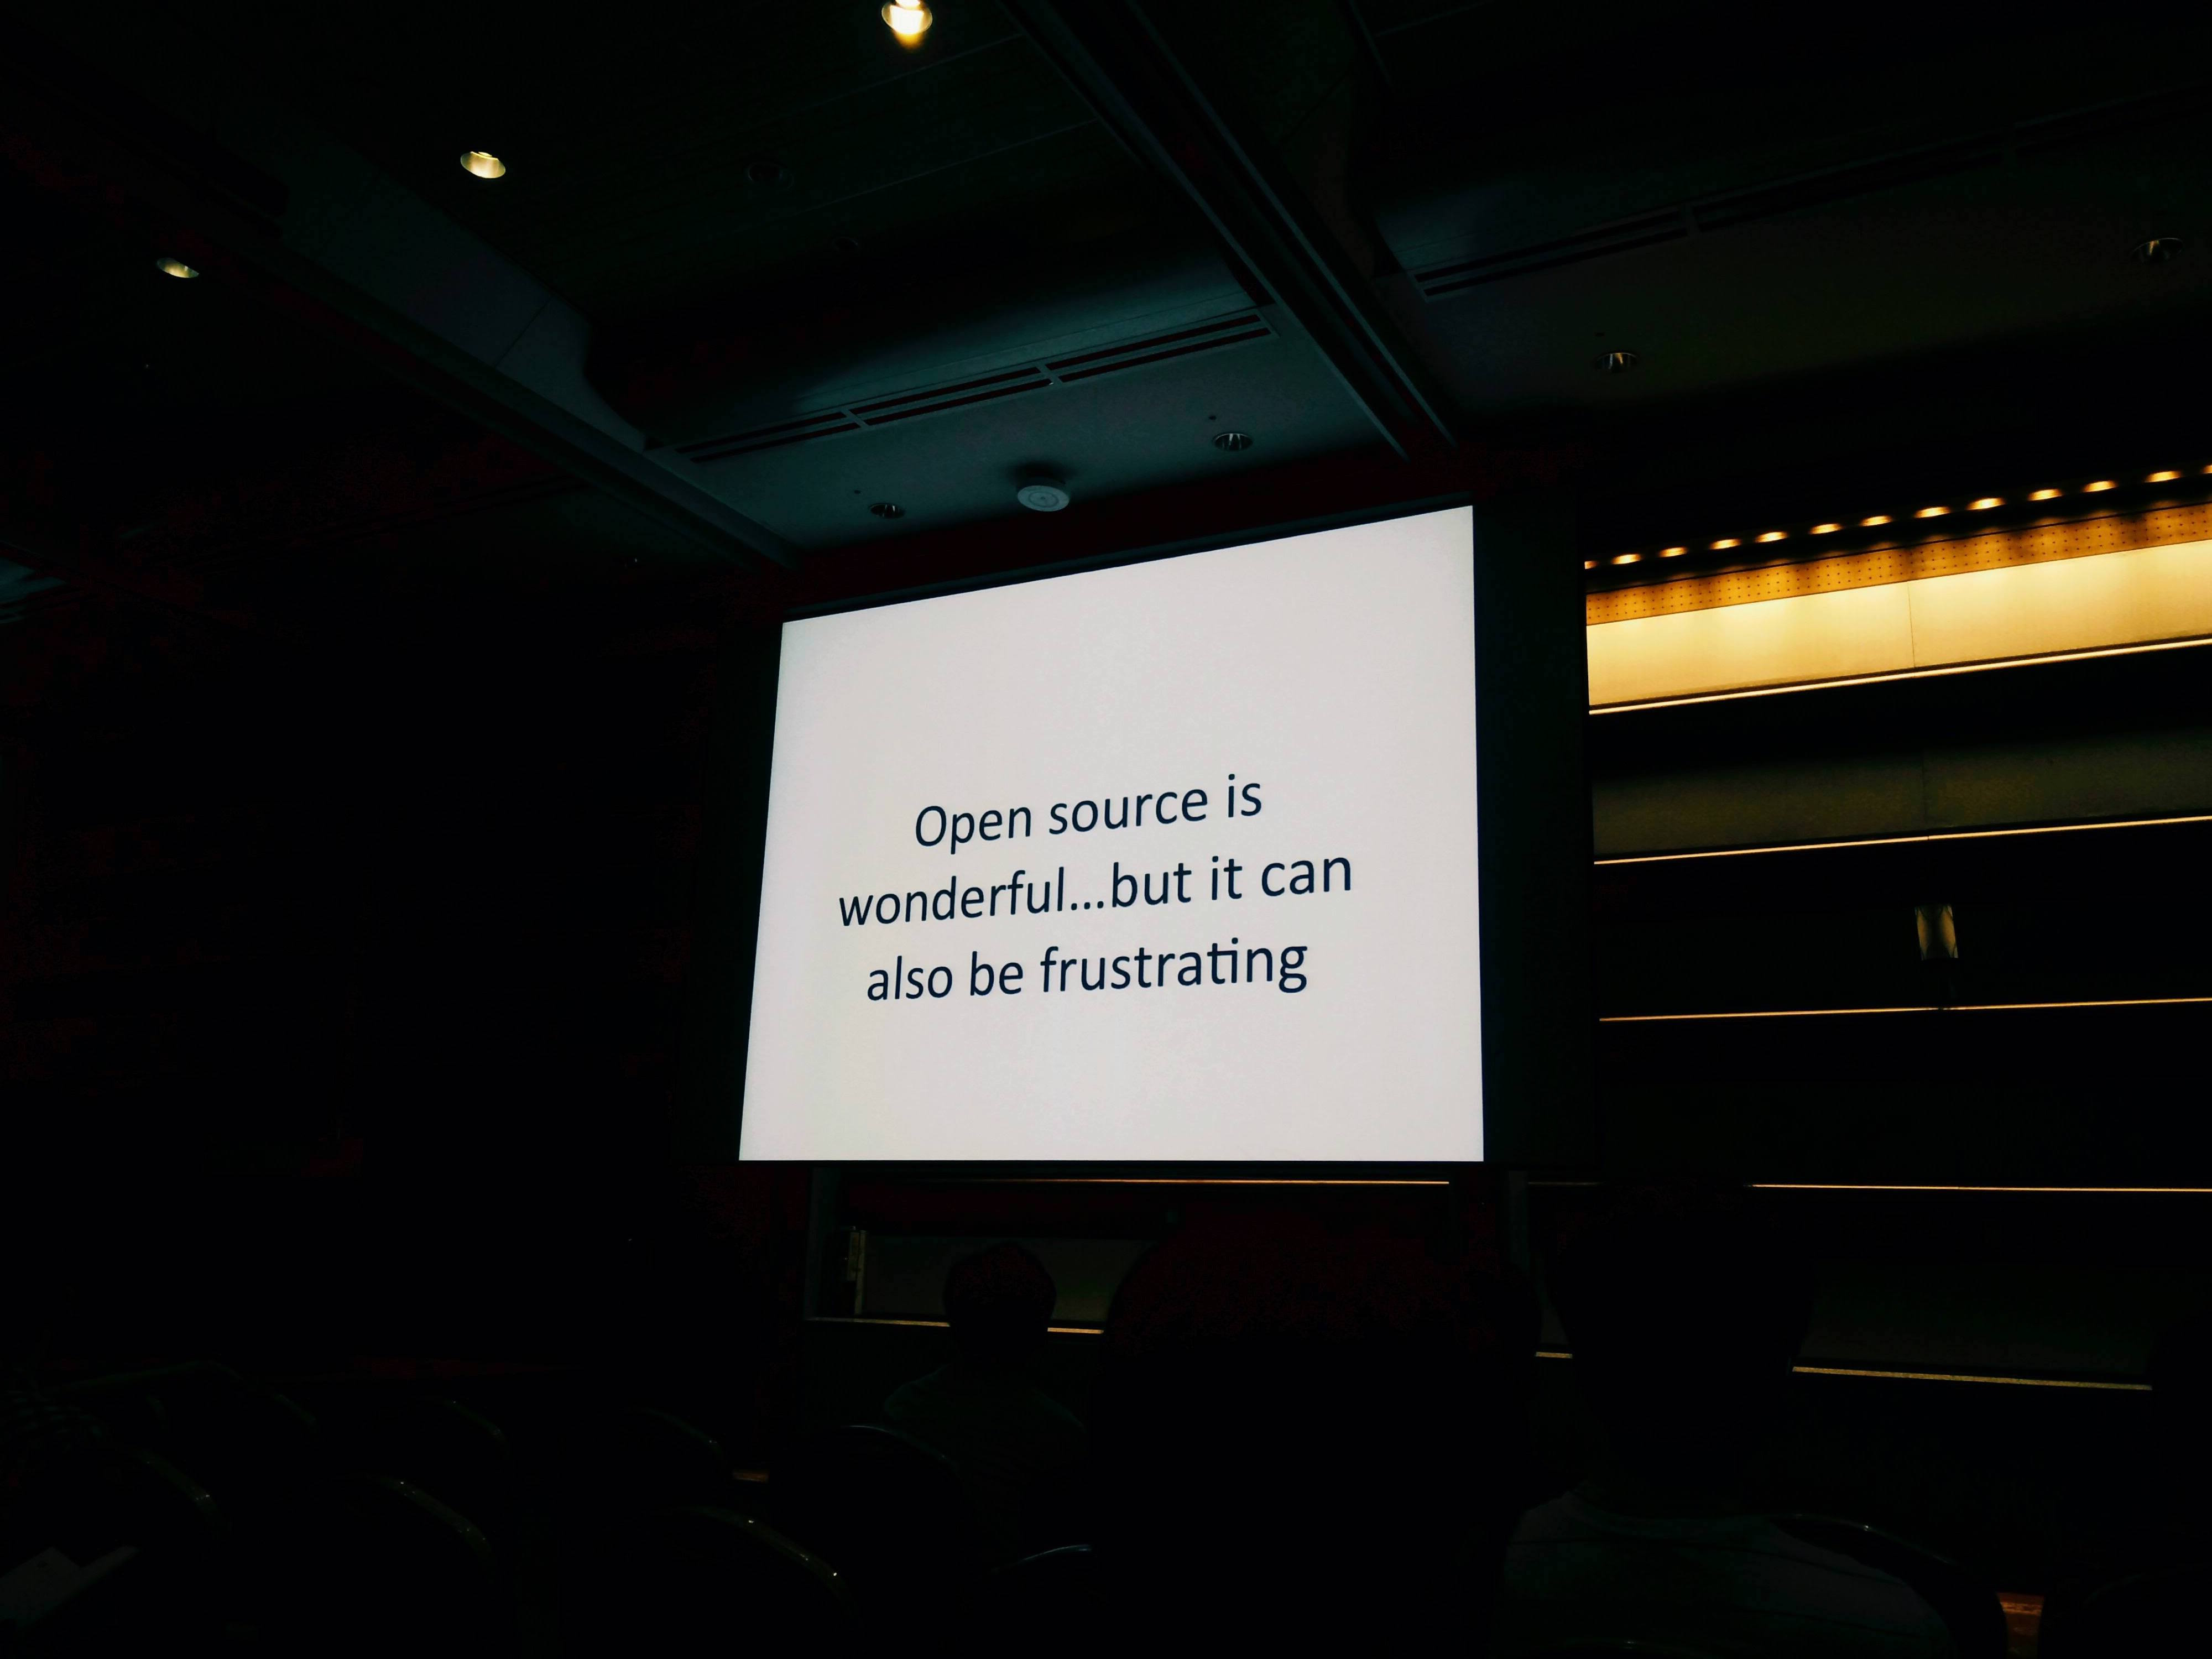 Open source is
wonderful...but it can
also be frustrating